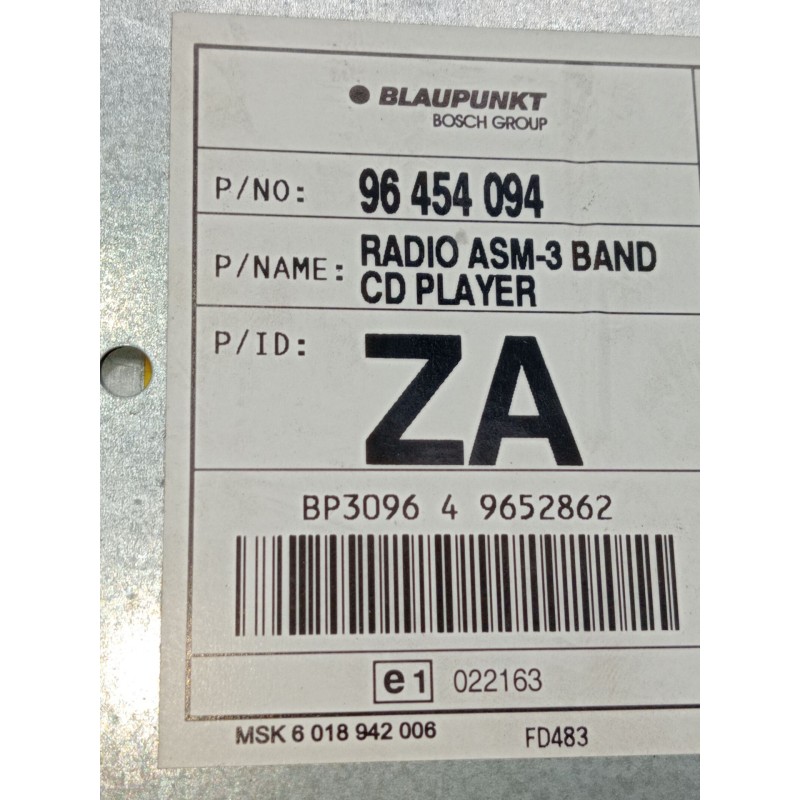 BLAUPUNKT
BOSCH GROUP
P/NO: 96 454 094
P/NAME: RADIO ASM-3 BAND
CD PLAYER
P/ID: ZA
BP3096 4 9652862
e1 022163
MSK 6 018 942 006 FD483